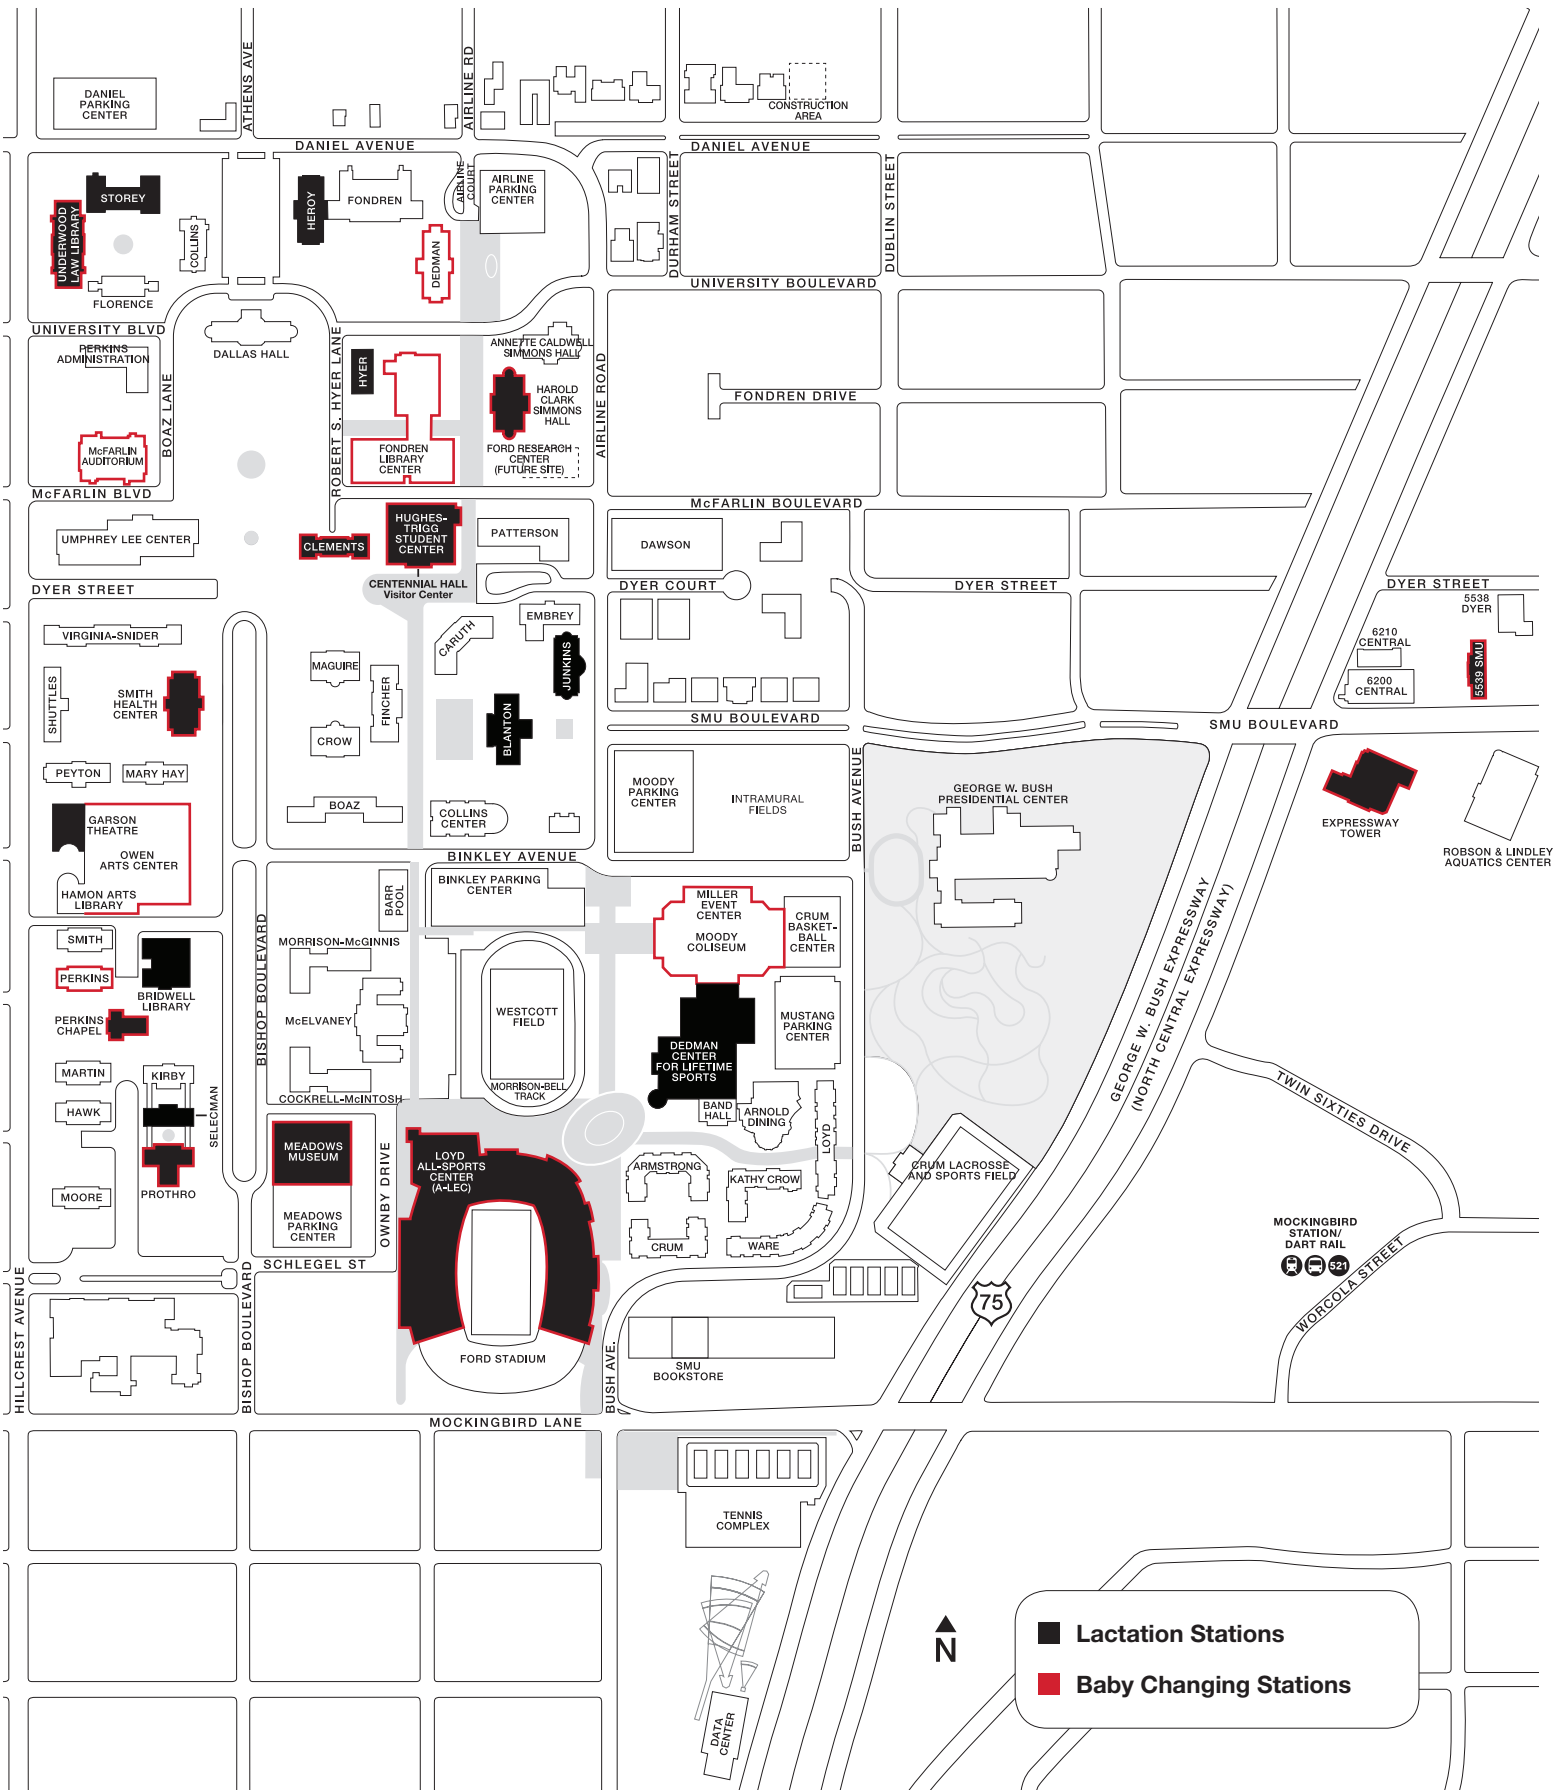 ATHENS AVE
AIRLINE RD
DANIEL
PARKING
CENTER
CONSTRUCTION
AREA
DANIEL AVENUE
DANIEL AVENUE
AIRLINE
COURT
AIRLINE
PARKING
CENTER
DURHAM STREET
DUBLIN STREET
STOREY
UNDERWOOD
LAW LIBRARY
COLLINS
HEROY
FONDREN
DEDMAN
FLORENCE
UNIVERSITY BOULEVARD
UNIVERSITY BLVD
DALLAS HALL
PERKINS
ADMINISTRATION
BOAZ LANE
ROBERT S. HYER LANE
HYER
ANNETTE CALDWELL
SIMMONS HALL
HAROLD
CLARK
SIMMONS
HALL
AIRLINE ROAD
FONDREN DRIVE
McFARLIN
AUDITORIUM
FONDREN
LIBRARY
CENTER
FORD RESEARCH
CENTER
(FUTURE SITE)
McFARLIN BLVD
McFARLIN BOULEVARD
UMPHREY LEE CENTER
CLEMENTS
HUGHES-
TRIGG
STUDENT
CENTER
PATTERSON
DAWSON
CENTENNIAL HALL
Visitor Center
DYER STREET
DYER COURT
DYER STREET
DYER STREET
5538
DYER
6210
CENTRAL
6200
CENTRAL
5539 SMU
VIRGINIA-SNIDER
SHUTTLES
SMITH
HEALTH
CENTER
MAGUIRE
FINCHER
CROW
CARUTH
EMBREY
JUNKINS
BLANTON
SMU BOULEVARD
SMU BOULEVARD
PEYTON
MARY HAY
BOAZ
COLLINS
CENTER
MOODY
PARKING
CENTER
INTRAMURAL
FIELDS
BUSH AVENUE
GEORGE W. BUSH
PRESIDENTIAL CENTER
EXPRESSWAY
TOWER
ROBSON & LINDLEY
AQUATICS CENTER
GARSON
THEATRE
OWEN
ARTS CENTER
HAMON ARTS
LIBRARY
BINKLEY AVENUE
BINKLEY PARKING
CENTER
BARR
POOL
MILLER
EVENT
CENTER
MOODY
COLISEUM
CRUM
BASKET-
BALL
CENTER
SMITH
PERKINS
BRIDWELL
LIBRARY
PERKINS
CHAPEL
BISHOP BOULEVARD
MORRISON-McGINNIS
McELVANEY
COCKRELL-McINTOSH
WESTCOTT
FIELD
MORRISON-BELL
TRACK
DEDMAN
CENTER
FOR LIFETIME
SPORTS
MUSTANG
PARKING
CENTER
GEORGE W. BUSH EXPRESSWAY
(NORTH CENTRAL EXPRESSWAY)
TWIN SIXTIES DRIVE
MARTIN
KIRBY
HAWK
SELECMAN
PROTHRO
MOORE
MEADOWS
MUSEUM
MEADOWS
PARKING
CENTER
OWNBY DRIVE
LOYD
ALL-SPORTS
CENTER
(A-LEC)
BAND
HALL
ARNOLD
DINING
LOYD
ARMSTRONG
KATHY CROW
CRUM
WARE
CRUM LACROSSE
AND SPORTS FIELD
MOCKINGBIRD
STATION/
DART RAIL
521
WORCOLA STREET
SCHLEGEL ST
75
HILLCREST AVENUE
BISHOP BOULEVARD
FORD STADIUM
BUSH AVE.
SMU
BOOKSTORE
MOCKINGBIRD LANE
TENNIS
COMPLEX
DATA
CENTER
N
Lactation Stations
Baby Changing Stations